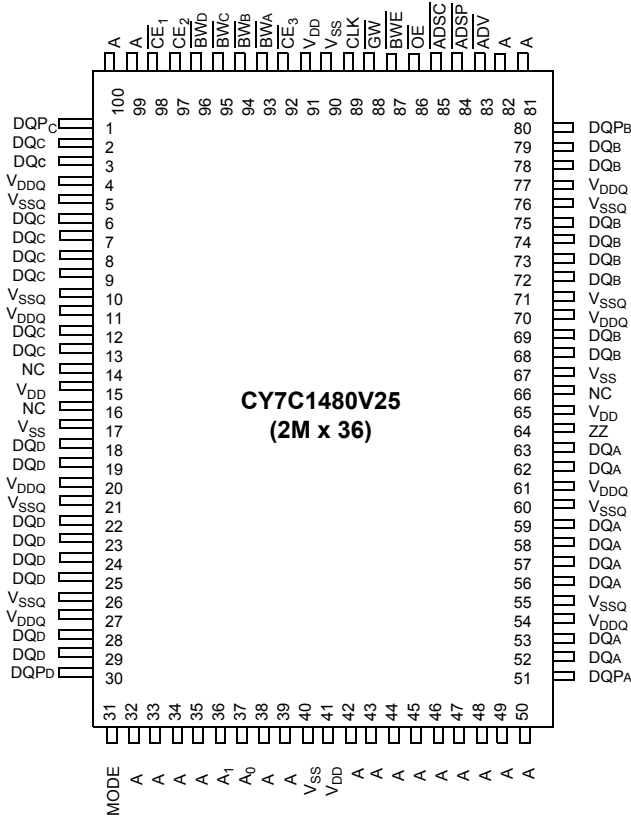 A A CE1 CE2 BWD BWC BWB BWA CE3 VDD VSS CLK GW BWE OE ADSC ADSP ADV A A
100 99 98 97 96 95 94 93 92 91 90 89 88 87 86 85 84 83 82 81
DQPC 1
DQC 2
DQC 3
VDDQ 4
VSSQ 5
DQC 6
DQC 7
DQC 8
DQC 9
VSSQ 10
VDDQ 11
DQC 12
DQC 13
NC 14
VDD 15
NC 16
VSS 17
DQD 18
DQD 19
VDDQ 20
VSSQ 21
DQD 22
DQD 23
DQD 24
DQD 25
VSSQ 26
VDDQ 27
DQD 28
DQD 29
DQPD 30
CY7C1480V25
(2M x 36)
80 DQPB
79 DQB
78 DQB
77 VDDQ
76 VSSQ
75 DQB
74 DQB
73 DQB
72 DQB
71 VSSQ
70 VDDQ
69 DQB
68 DQB
67 VSS
66 NC
65 VDD
64 ZZ
63 DQA
62 DQA
61 VDDQ
60 VSSQ
59 DQA
58 DQA
57 DQA
56 DQA
55 VSSQ
54 VDDQ
53 DQA
52 DQA
51 DQPA
31 32 33 34 35 36 37 38 39 40 41 42 43 44 45 46 47 48 49 50
MODE A A A A A1 A0 A A VSS VDD A A A A A A A A A